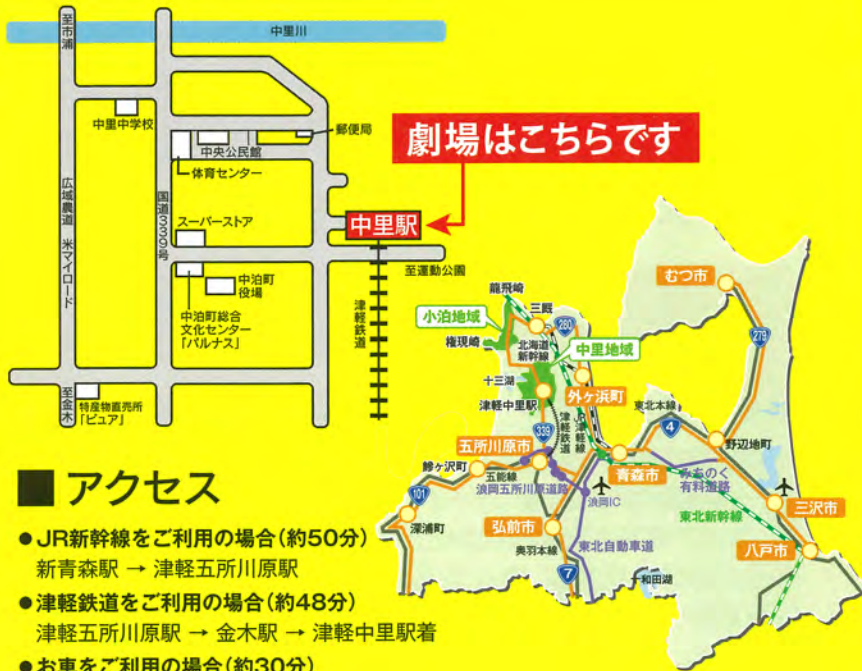 至市浦
中里川
中里中学校
中央公民館
郵便局
体育センター
劇場はこちらです
広域農道 米マイロード
国道339号
スーパーストア
中里駅
至運動公園
中泊町
役場
中泊町総合
文化センター
「パルナス」
津軽鉄道
至金木
特産物直売所
「ピュア」
むつ市
龍飛崎
三厩
小泊地域
280
279
権現崎
北海道
新幹線
中里地域
十三湖
外ヶ浜町
津軽中里駅
津軽鉄道
JR津軽線
東北本線
4
339
五所川原市
野辺地町
鰺ヶ沢町
五能線
浪岡五所川原道路
青森市
みちのく
有料道路
浪岡IC
101
三沢市
東北新幹線
深浦町
弘前市
東北自動車道
八戸市
奥羽本線
7
十和田湖
■ アクセス
●JR新幹線をご利用の場合(約50分)
新青森駅 → 津軽五所川原駅
●津軽鉄道をご利用の場合(約48分)
津軽五所川原駅 → 金木駅 → 津軽中里駅着
●お車をご利用の場合(約30分)